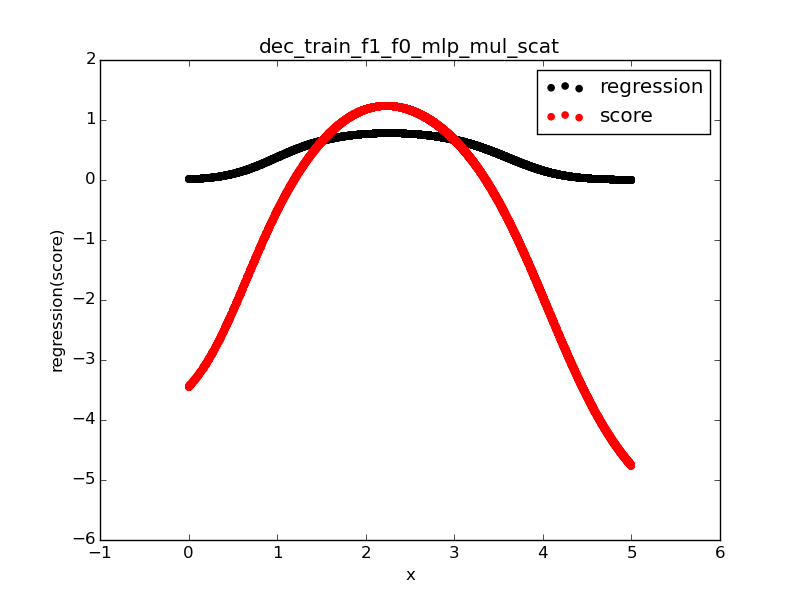 dec_train_f1_f0_mlp_mul_scat
regression
score
2
1
0
−1
−2
−3
−4
−5
−6
regression(score)
−1 0 1 2 3 4 5 6
x